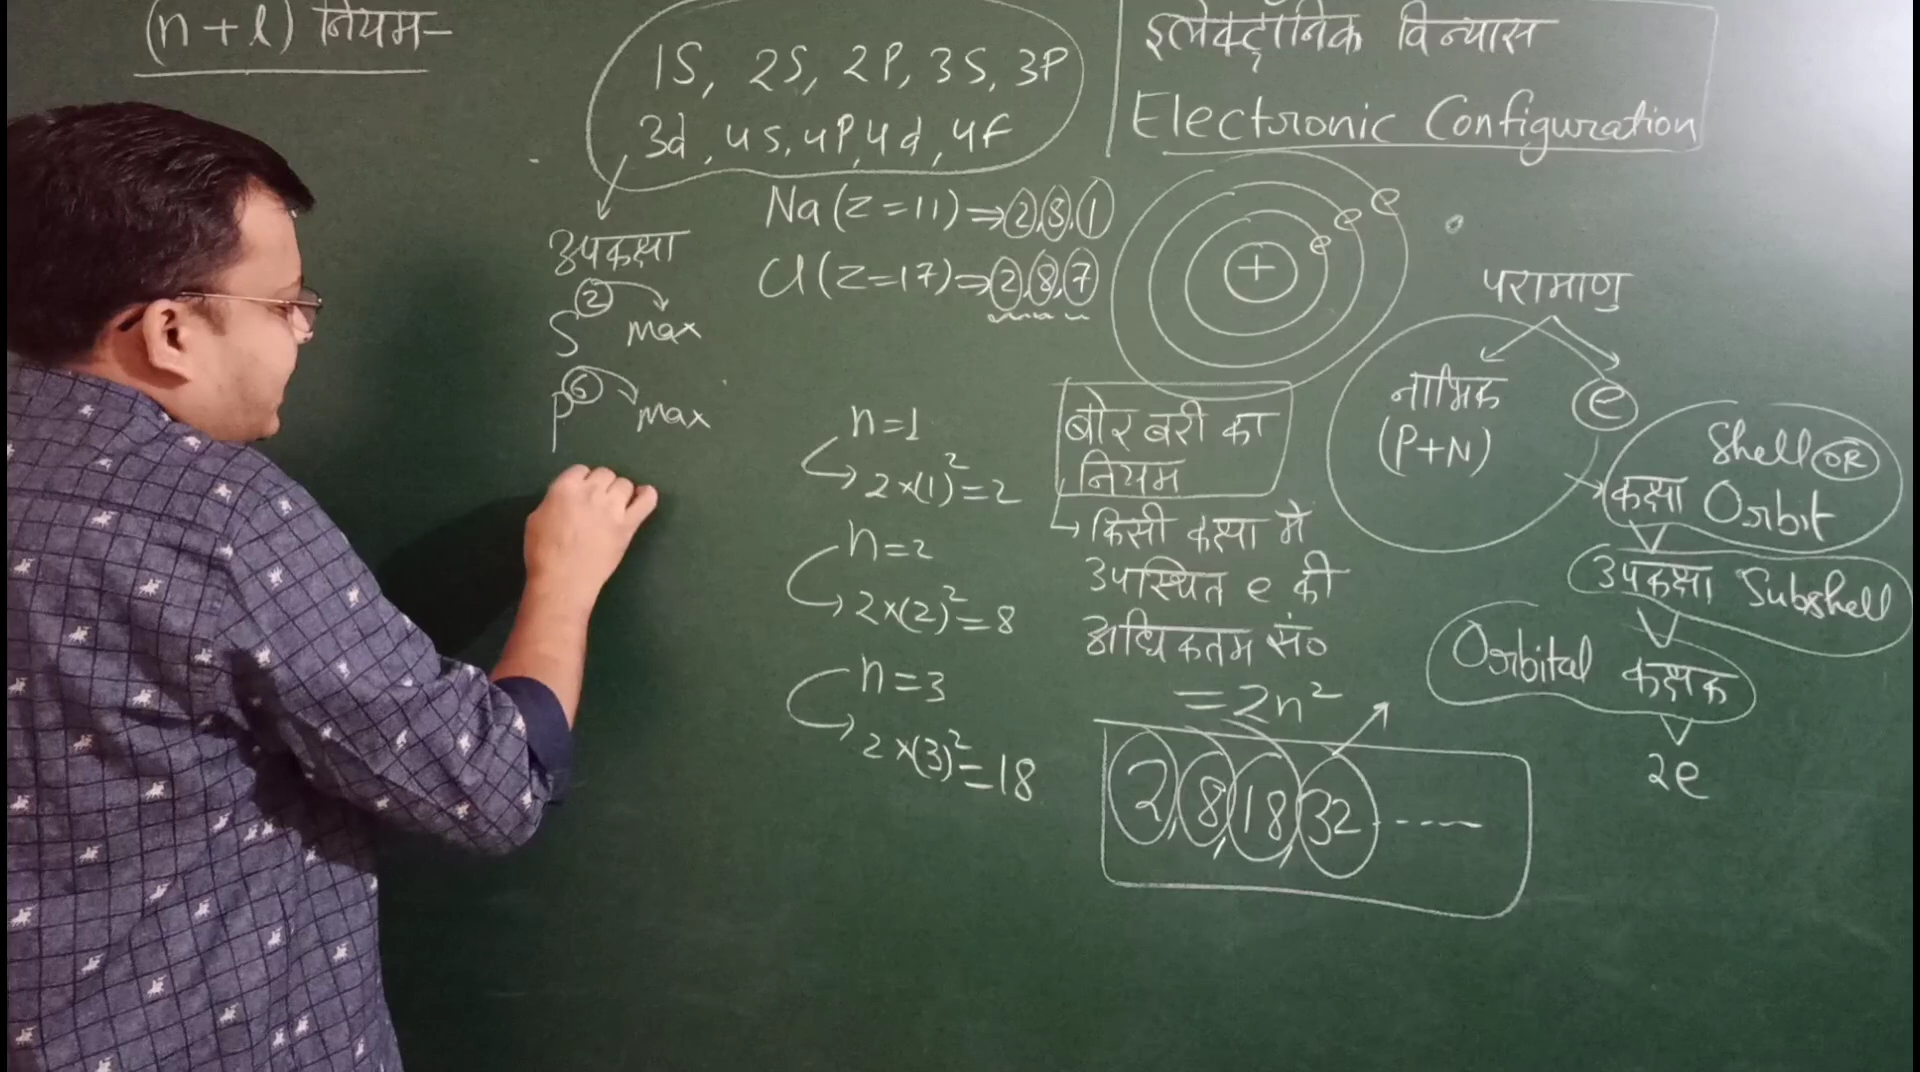 (n+l) नियम-
1S, 2S, 2P, 3S, 3P
3d, 4s, 4P, 4d, 4f
उपकक्षा
S² max
P⁶ max
Na(Z=11)⇒2,8,1
Cl(Z=17)⇒2,8,7
n=1
2×(1)²=2
n=2
2×(2)²=8
n=3
2×(3)²=18
इलेक्ट्रॉनिक विन्यास
Electronic Configuration
+
e e e
बोर बरी का
नियम
किसी कक्षा मे
उपस्थित e की
अधिकतम सं०
=2n²
2,8,18,32.----
परामाणु
नाभिक
(P+N)
e
Shell OR
कक्षा Orbit
उपकक्षा Subshell
Orbital कक्षक
2e